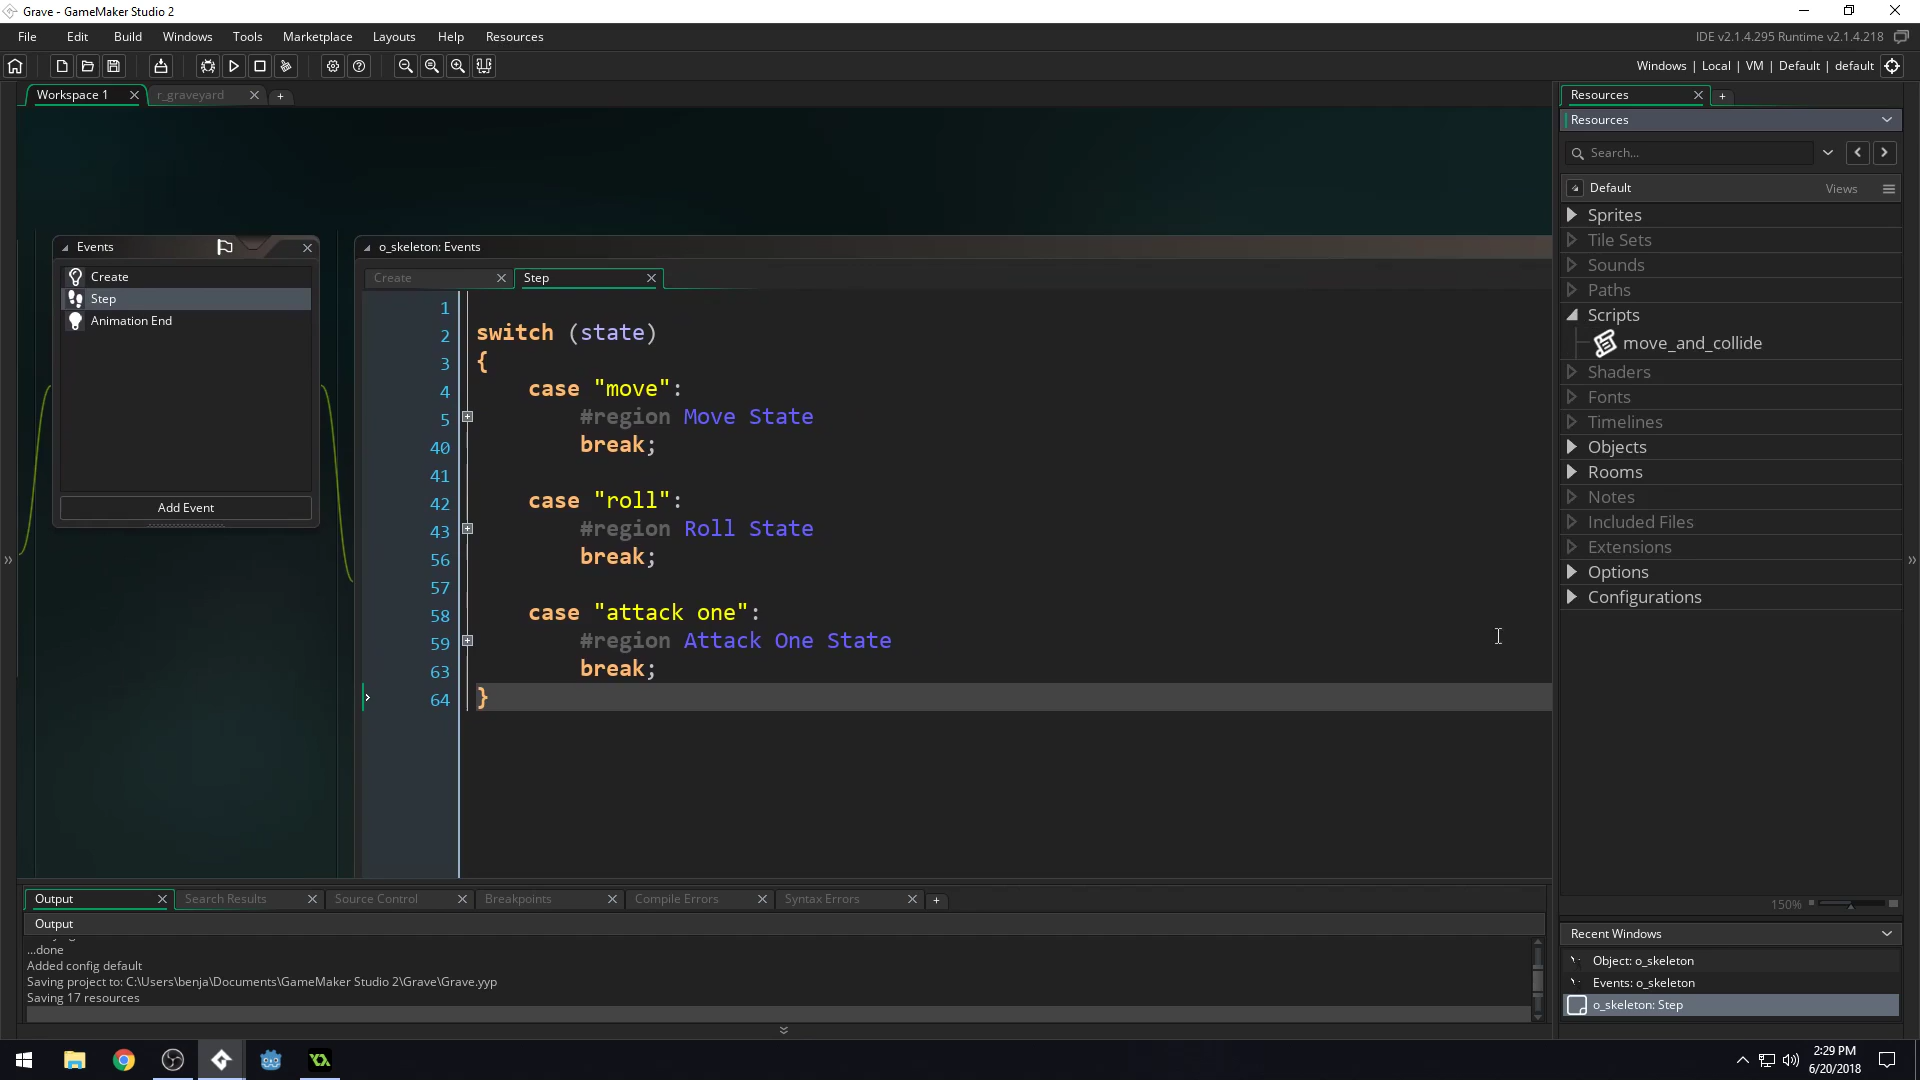 Grave - GameMaker Studio 2
File Edit Build Windows Tools Marketplace Layouts Help Resources
IDE v2.1.4.295 Runtime v2.1.4.218
Windows | Local | VM | Default | default
Workspace 1
r_graveyard
Events
Create
Step
Animation End
Add Event
o_skeleton: Events
Create
Step
1
2 switch (state)
3 {
4 case "move":
5 #region Move State
40 break;
41
42 case "roll":
43 #region Roll State
56 break;
57
58 case "attack one":
59 #region Attack One State
63 break;
64 }
Resources
Resources
Search...
Default Views
Sprites
Tile Sets
Sounds
Paths
Scripts
move_and_collide
Shaders
Fonts
Timelines
Objects
Rooms
Notes
Included Files
Extensions
Options
Configurations
150%
Recent Windows
Object: o_skeleton
Events: o_skeleton
o_skeleton: Step
Output Search Results Source Control Breakpoints Compile Errors Syntax Errors
Output
...done
Added config default
Saving project to: C:\Users\benja\Documents\GameMaker Studio 2\Grave\Grave.yyp
Saving 17 resources
2:29 PM
6/20/2018